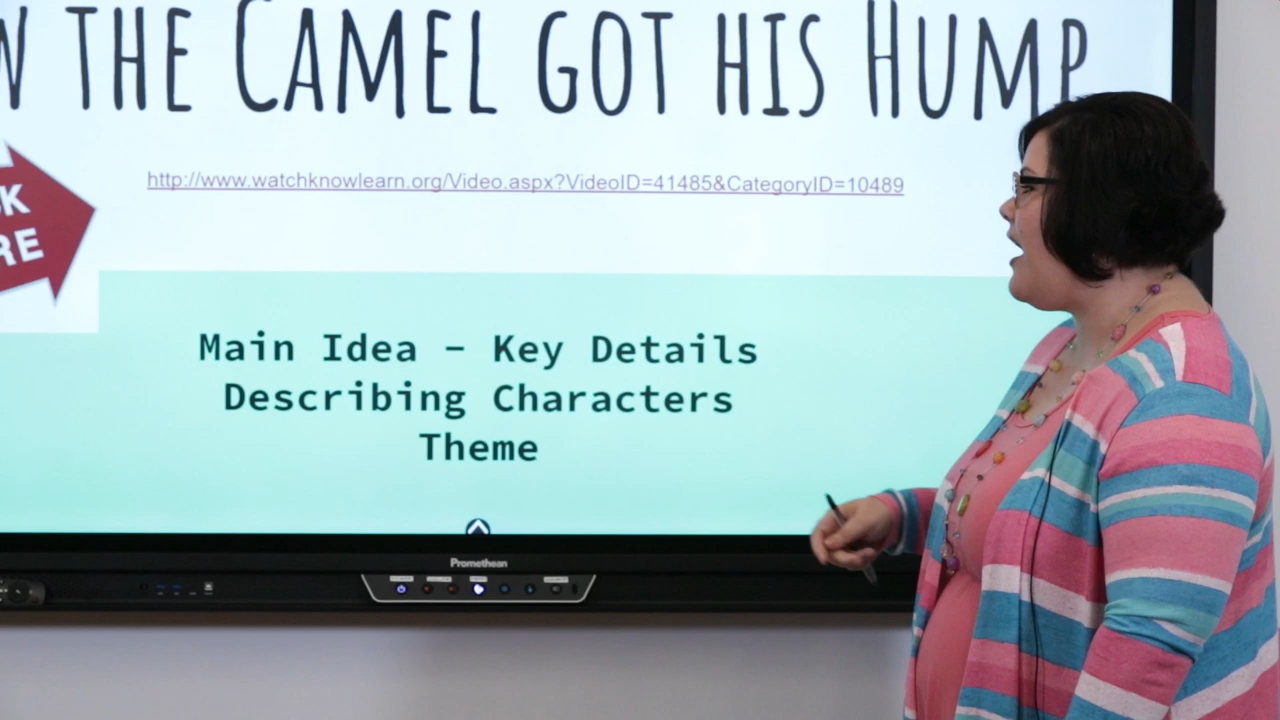 THE CAMEL GOT HIS HUMP
http://www.watchknowlearn.org/Video.aspx?VideoID=41485&CategoryID=10489
Main Idea - Key Details
Describing Characters
Theme
Promethean